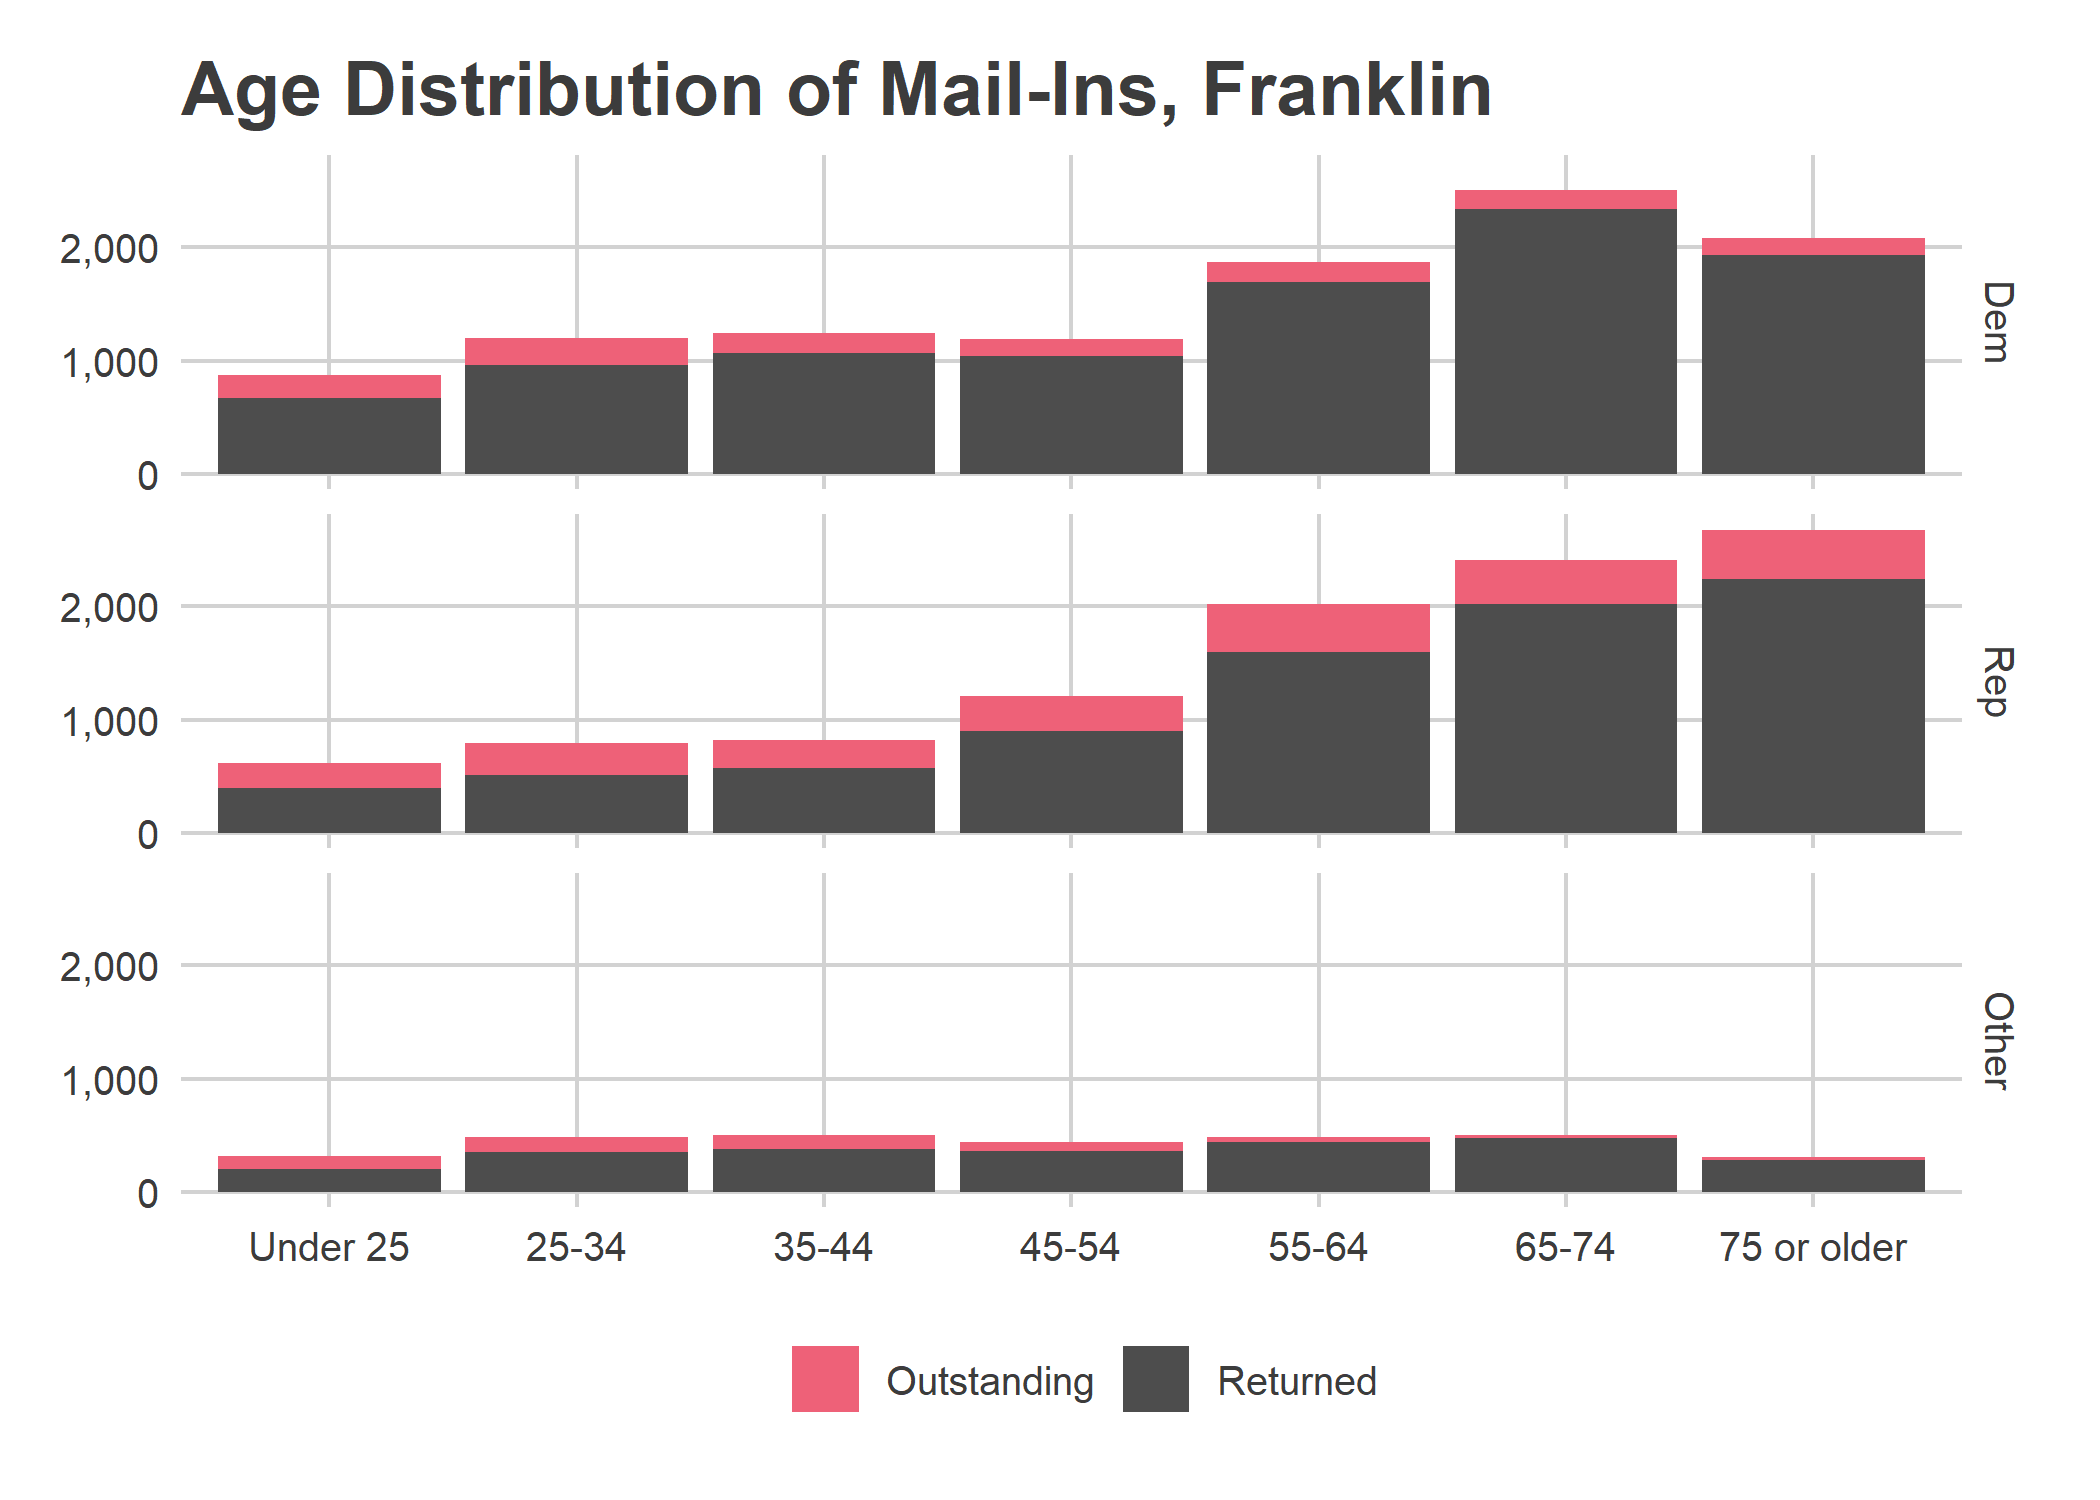 Age Distribution of Mail-Ins, Franklin
2,000
1,000
0
Dem
2,000
1,000
0
Rep
2,000
1,000
0
Other
Under 25 25-34 35-44 45-54 55-64 65-74 75 or older
Outstanding Returned